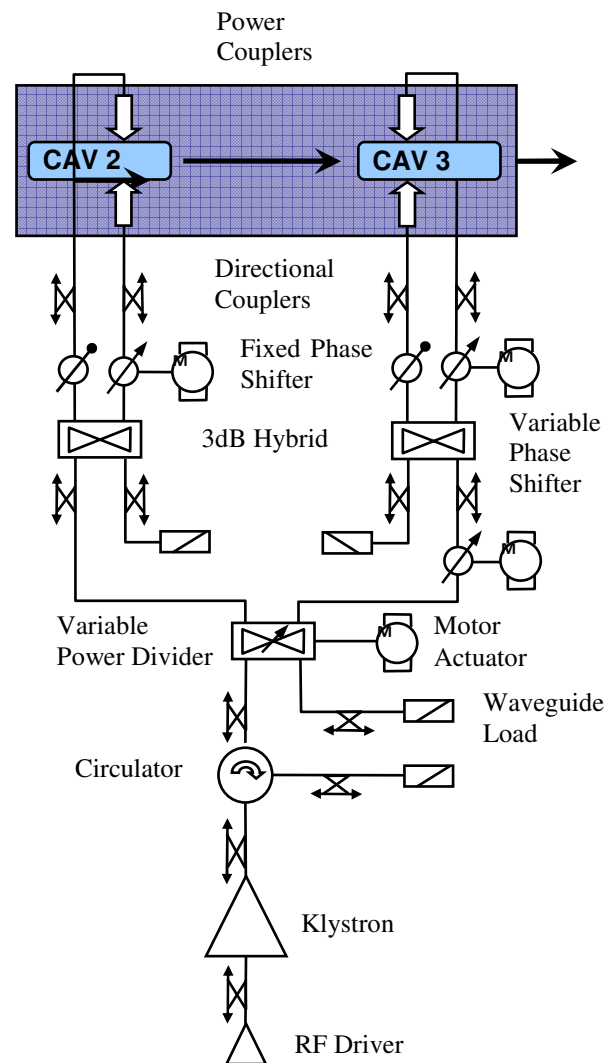 Power
Couplers
CAV 2
CAV 3
Directional
Couplers
Fixed Phase
Shifter
M
M
3dB Hybrid
Variable
Phase
Shifter
M
Variable
Power Divider
M
Motor
Actuator
Waveguide
Load
Circulator
Klystron
RF Driver